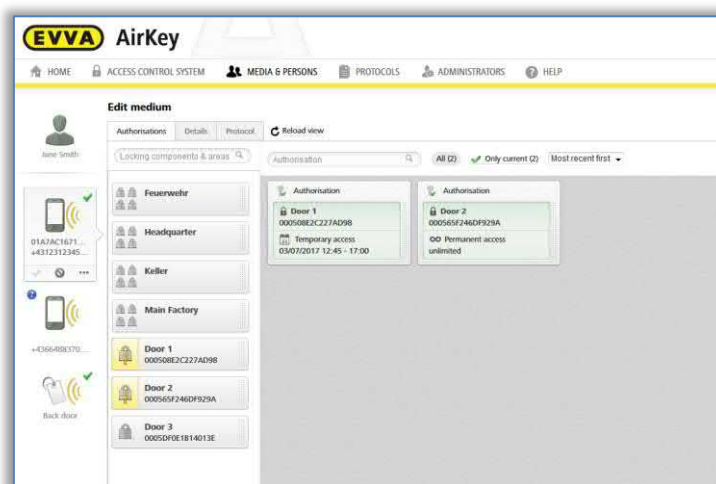 EVVA AirKey
HOME ACCESS CONTROL SYSTEM MEDIA & PERSONS PROTOCOLS ADMINISTRATORS HELP
Edit medium
Authorisations Details Protocol Reload view
Jane Smith
Locking components & areas
Authorisation All (2) Only current (2) Most recent first
Feuerwehr
Headquarter
Keller
Main Factory
Door 1
000508E2C227AD98
Door 2
000565F246DF929A
Door 3
0005DF0E1814013E
Authorisation
Door 1
000508E2C227AD98
Temporary access
03/07/2017 12:45 - 17:00
Authorisation
Door 2
000565F246DF929A
Permanent access
unlimited
01A7AC1671...
+4312312345...
+4366488370...
Back door